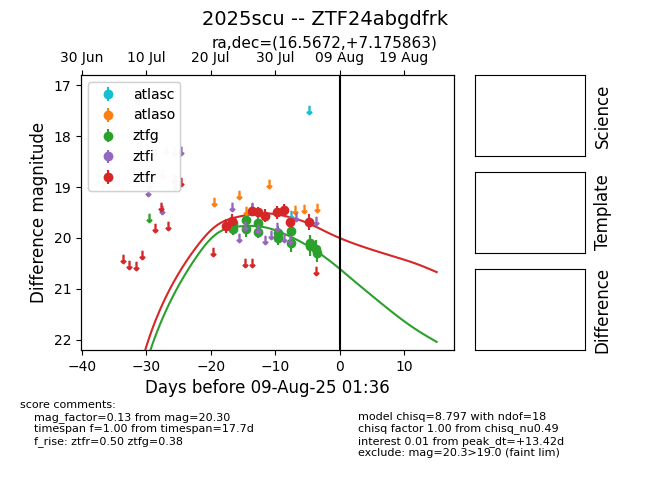 2025scu -- ZTF24abgdfrk
ra,dec=(16.5672,+7.175863)
30 Jun 10 Jul 20 Jul 30 Jul 09 Aug 19 Aug
17
18
19
20
21
22
Difference magnitude
atlasc
atlaso
ztfg
ztfi
ztfr
−40 −30 −20 −10 0 10
Days before 09-Aug-25 01:36
Science
Template
Difference
score comments:
mag_factor=0.13 from mag=20.30
timespan f=1.00 from timespan=17.7d
f_rise: ztfr=0.50 ztfg=0.38
model chisq=8.797 with ndof=18
chisq factor 1.00 from chisq_nu0.49
interest 0.01 from peak_dt=+13.42d
exclude: mag=20.3>19.0 (faint lim)